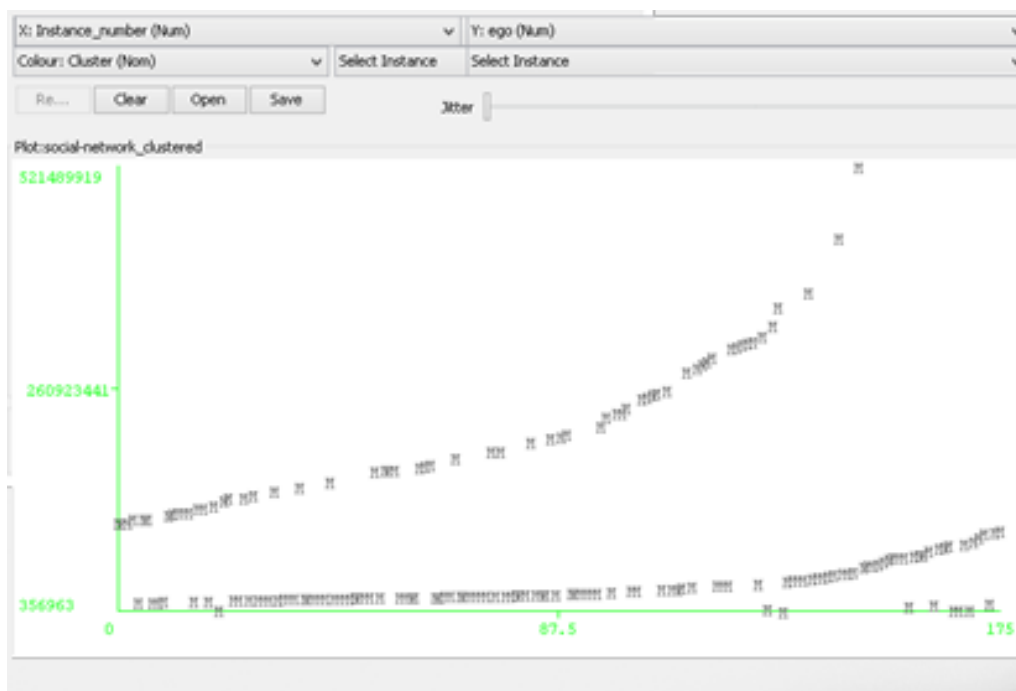 X: Instance_number (Num) Y: ego (Num)
Colour: Cluster (Nom) Select Instance Select Instance
Re... Clear Open Save Jitter
Plot:social-network_clustered
521489919
260923441
356963
0 87.5 175